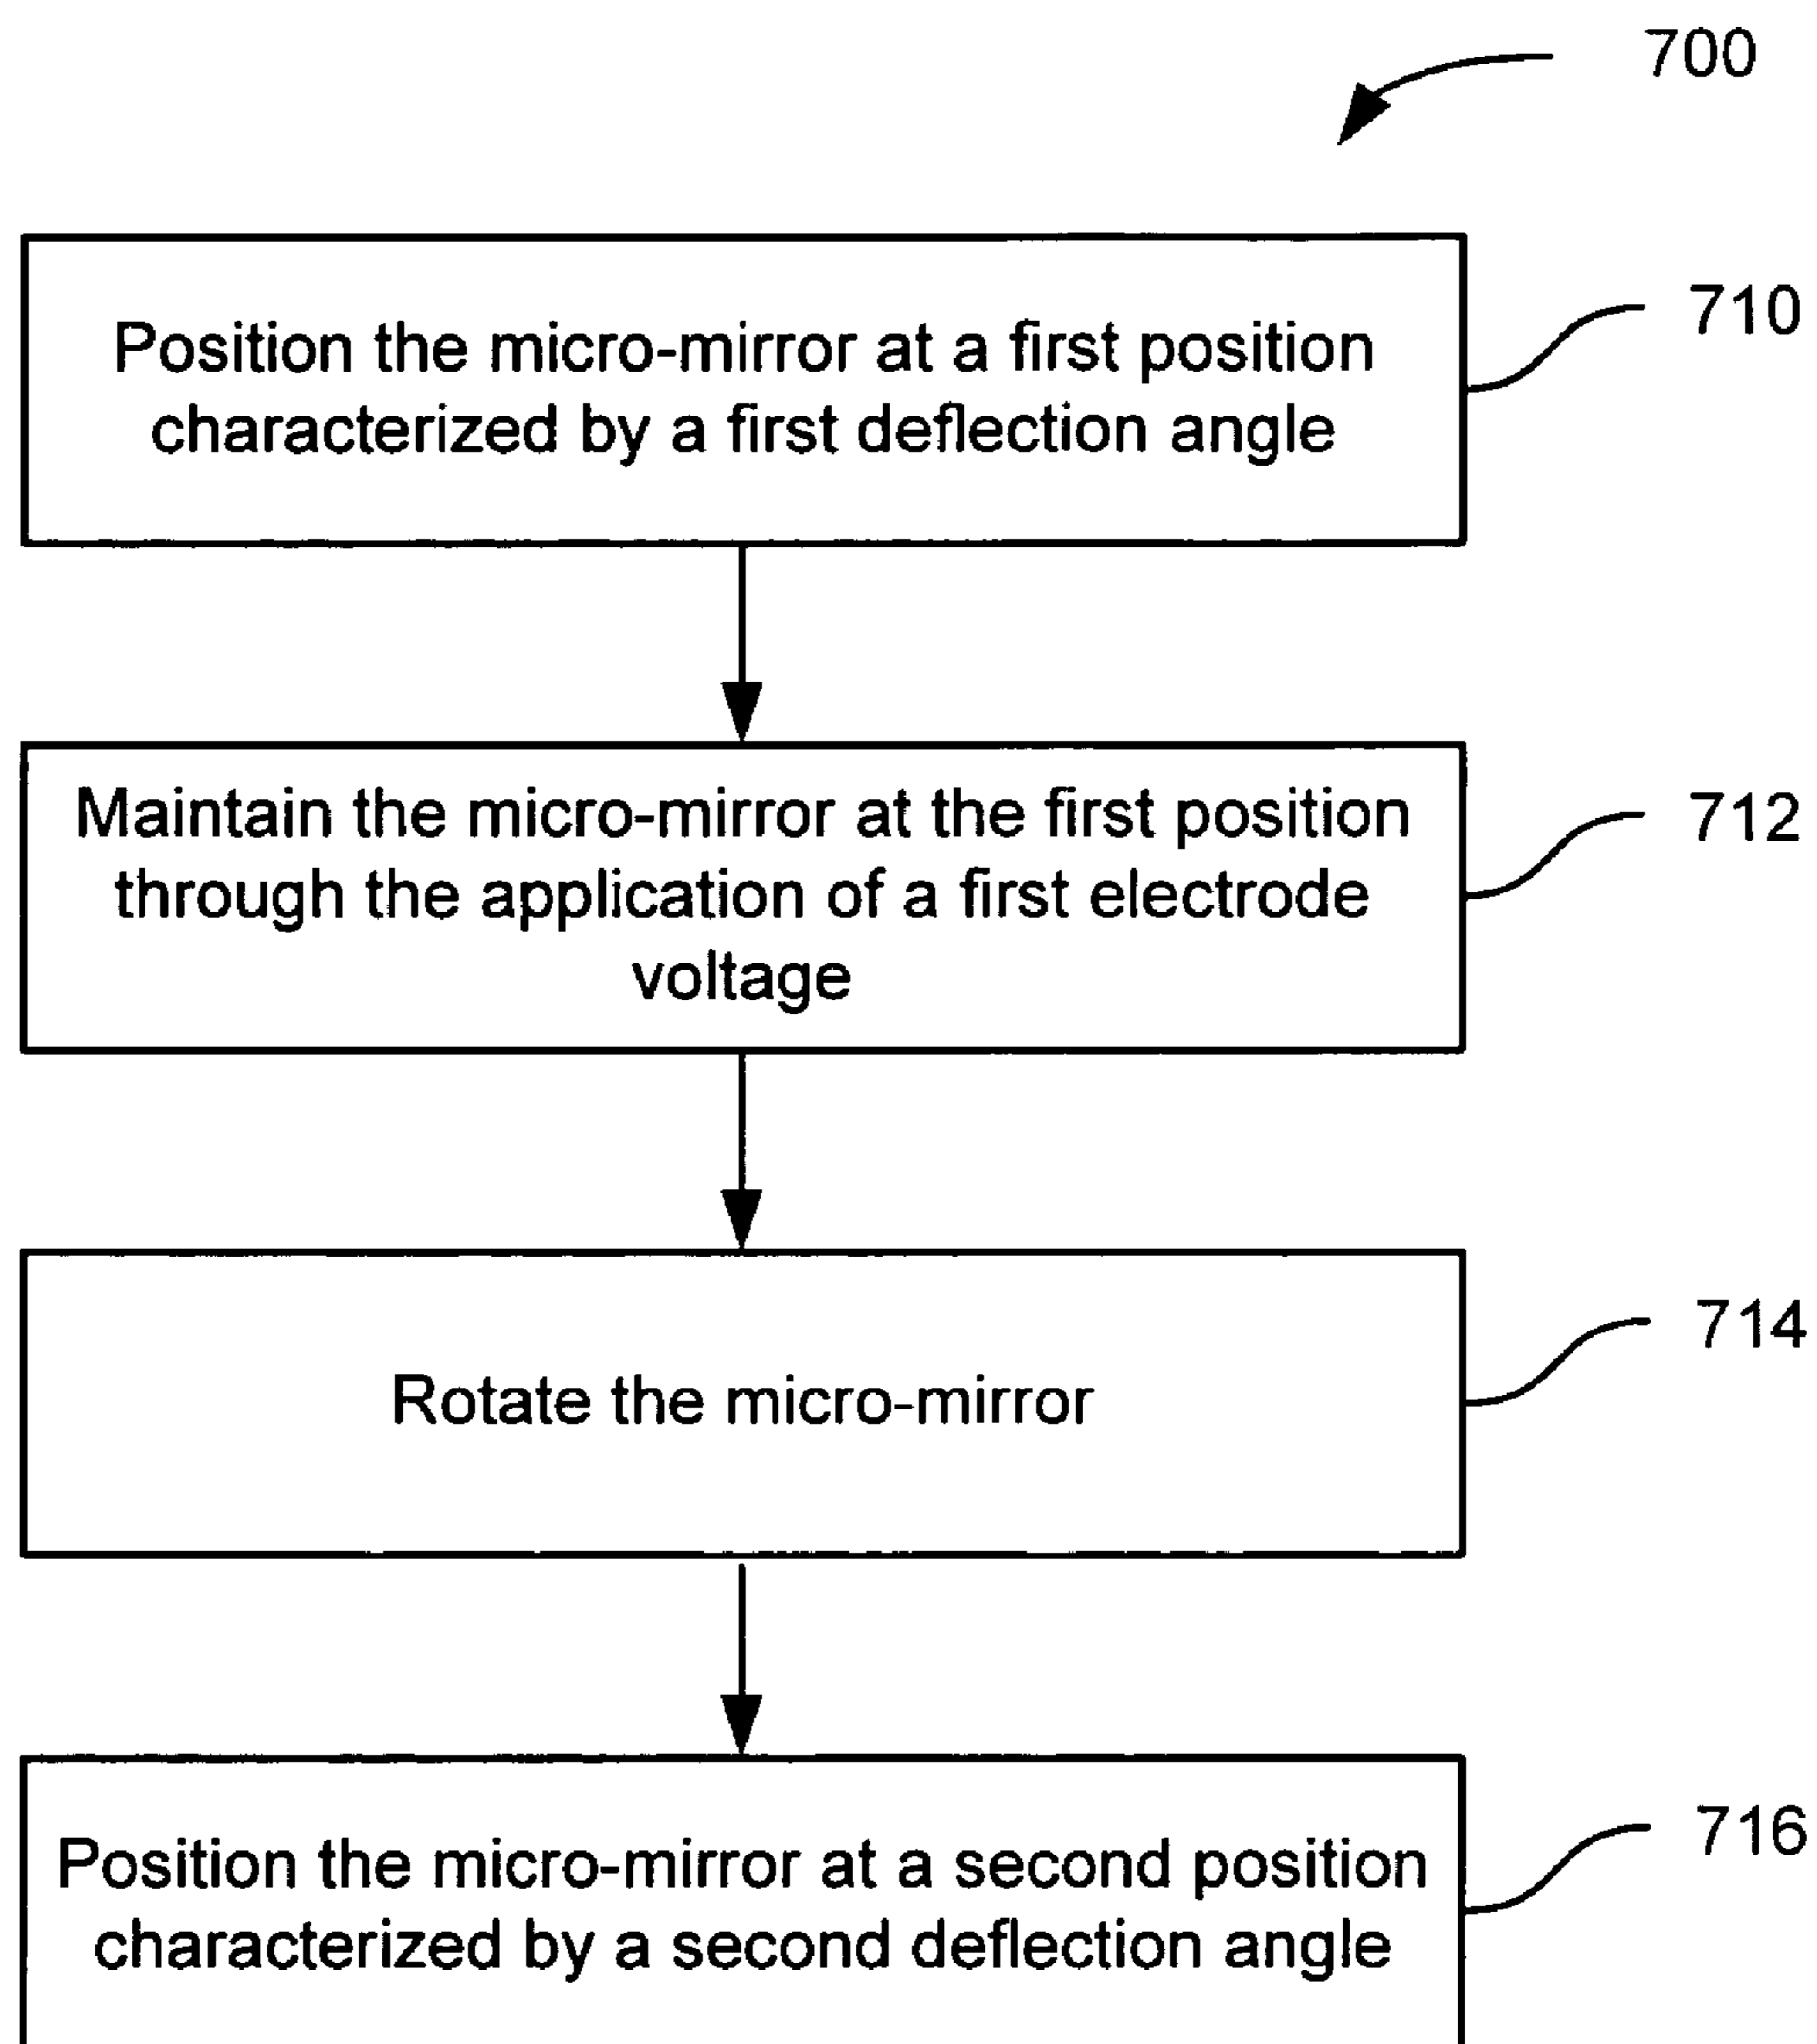 700
Position the micro-mirror at a first position
characterized by a first deflection angle
710
Maintain the micro-mirror at the first position
through the application of a first electrode
voltage
712
Rotate the micro-mirror
714
Position the micro-mirror at a second position
characterized by a second deflection angle
716